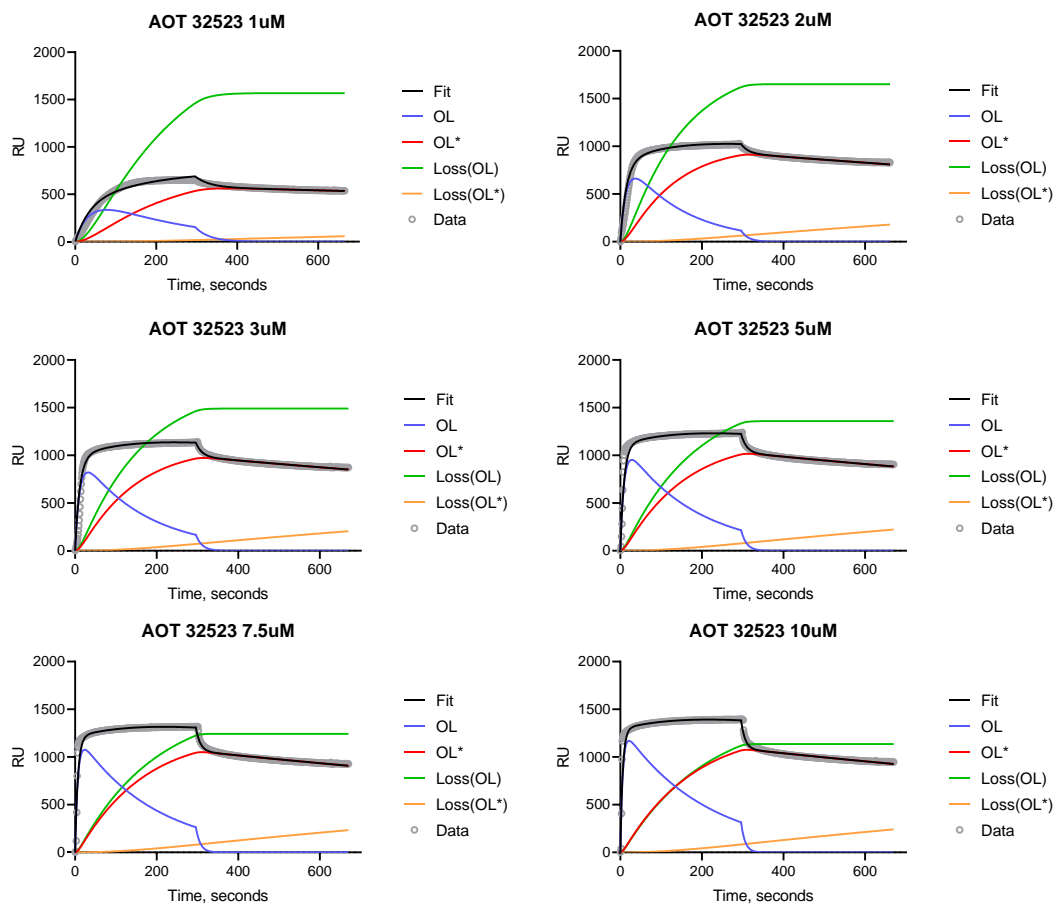 AOT 32523 1uM
2000
1500
1000
500
0
RU
0 200 400 600
Time, seconds
Fit
OL
OL*
Loss(OL)
Loss(OL*)
Data
AOT 32523 2uM
2000
1500
1000
500
0
RU
0 200 400 600
Time, seconds
Fit
OL
OL*
Loss(OL)
Loss(OL*)
Data
AOT 32523 3uM
2000
1500
1000
500
0
RU
0 200 400 600
Time, seconds
Fit
OL
OL*
Loss(OL)
Loss(OL*)
Data
AOT 32523 5uM
2000
1500
1000
500
0
RU
0 200 400 600
Time, seconds
Fit
OL
OL*
Loss(OL)
Loss(OL*)
Data
AOT 32523 7.5uM
2000
1500
1000
500
0
RU
0 200 400 600
Time, seconds
Fit
OL
OL*
Loss(OL)
Loss(OL*)
Data
AOT 32523 10uM
2000
1500
1000
500
0
RU
0 200 400 600
Time, seconds
Fit
OL
OL*
Loss(OL)
Loss(OL*)
Data